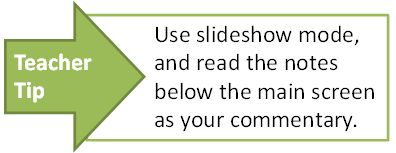 Teacher
Tip
Use slideshow mode,
and read the notes
below the main screen
as your commentary.